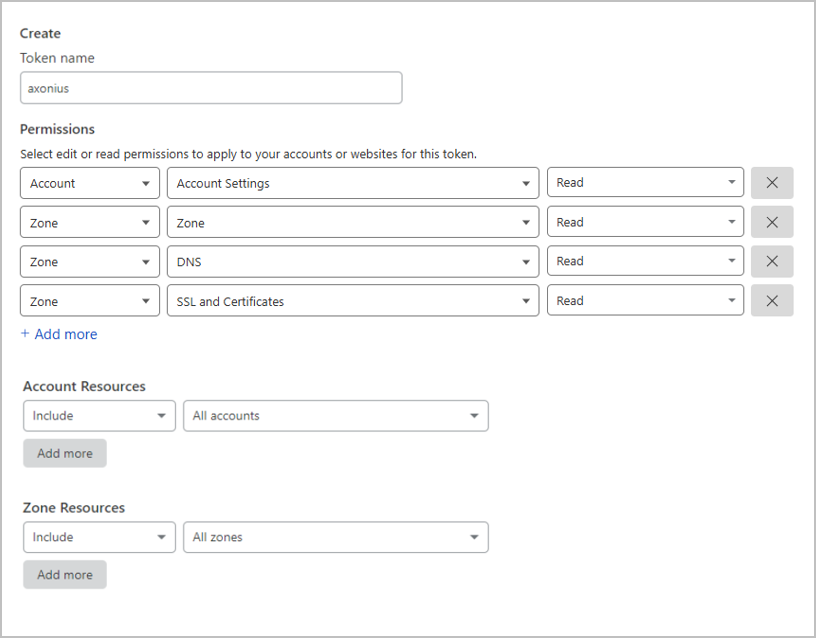 Create
Token name
axonius
Permissions
Select edit or read permissions to apply to your accounts or websites for this token.
Account Account Settings Read
Zone Zone Read
Zone DNS Read
Zone SSL and Certificates Read
+ Add more
Account Resources
Include All accounts
Add more
Zone Resources
Include All zones
Add more